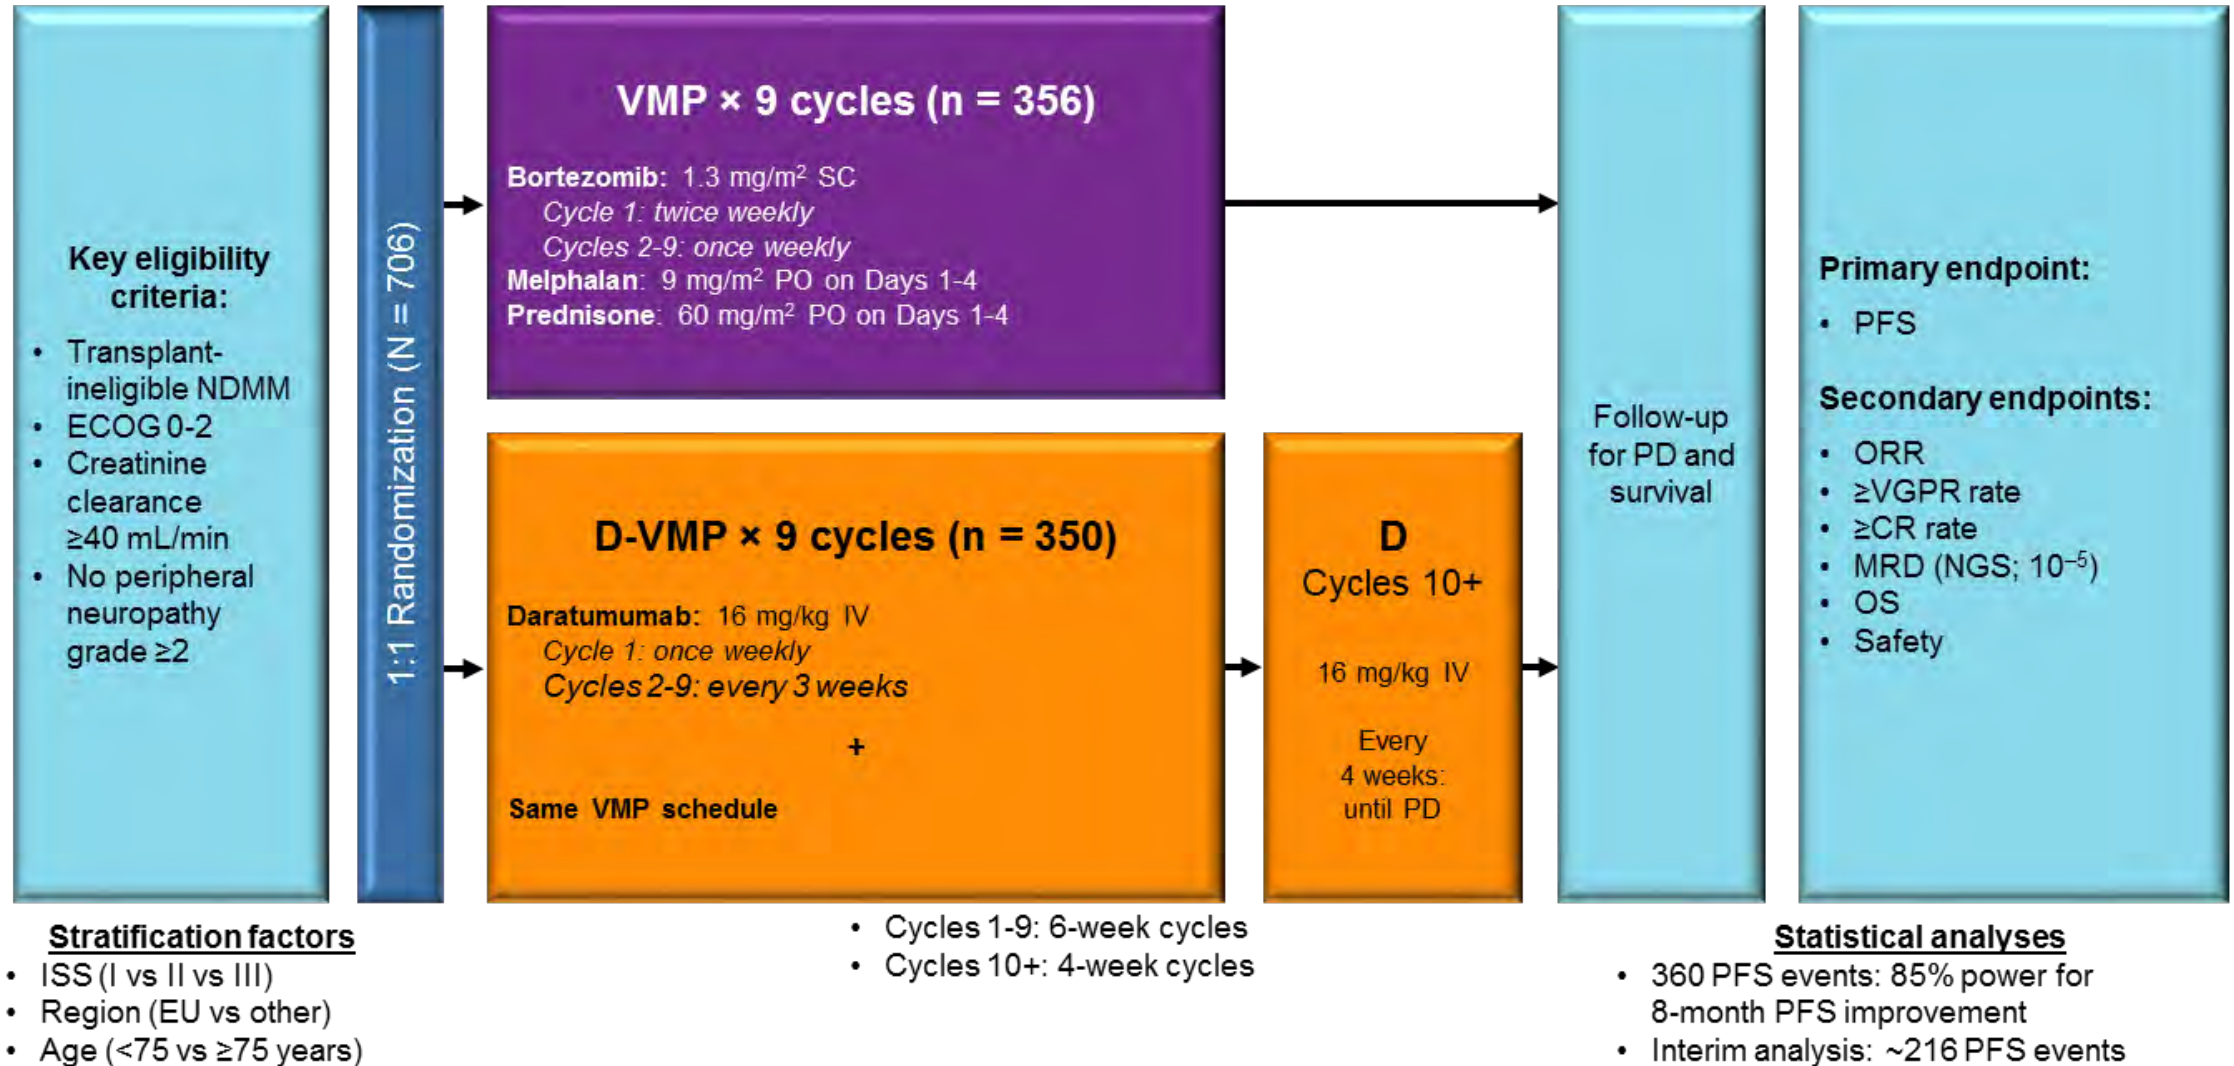 Key eligibility
criteria:
• Transplant-
ineligible NDMM
• ECOG 0-2
• Creatinine
clearance
≥40 mL/min
• No peripheral
neuropathy
grade ≥2
Stratification factors
• ISS (I vs II vs III)
• Region (EU vs other)
• Age (<75 vs ≥75 years)
1:1 Randomization (N = 706)
VMP × 9 cycles (n = 356)
Bortezomib: 1.3 mg/m² SC
Cycle 1: twice weekly
Cycles 2-9: once weekly
Melphalan: 9 mg/m² PO on Days 1-4
Prednisone: 60 mg/m² PO on Days 1-4
D-VMP × 9 cycles (n = 350)
Daratumumab: 16 mg/kg IV
Cycle 1: once weekly
Cycles 2-9: every 3 weeks
+
Same VMP schedule
D
Cycles 10+
16 mg/kg IV
Every
4 weeks:
until PD
• Cycles 1-9: 6-week cycles
• Cycles 10+: 4-week cycles
Follow-up
for PD and
survival
Primary endpoint:
• PFS
Secondary endpoints:
• ORR
• ≥VGPR rate
• ≥CR rate
• MRD (NGS; 10⁻⁵)
• OS
• Safety
Statistical analyses
• 360 PFS events: 85% power for
8-month PFS improvement
• Interim analysis: ~216 PFS events